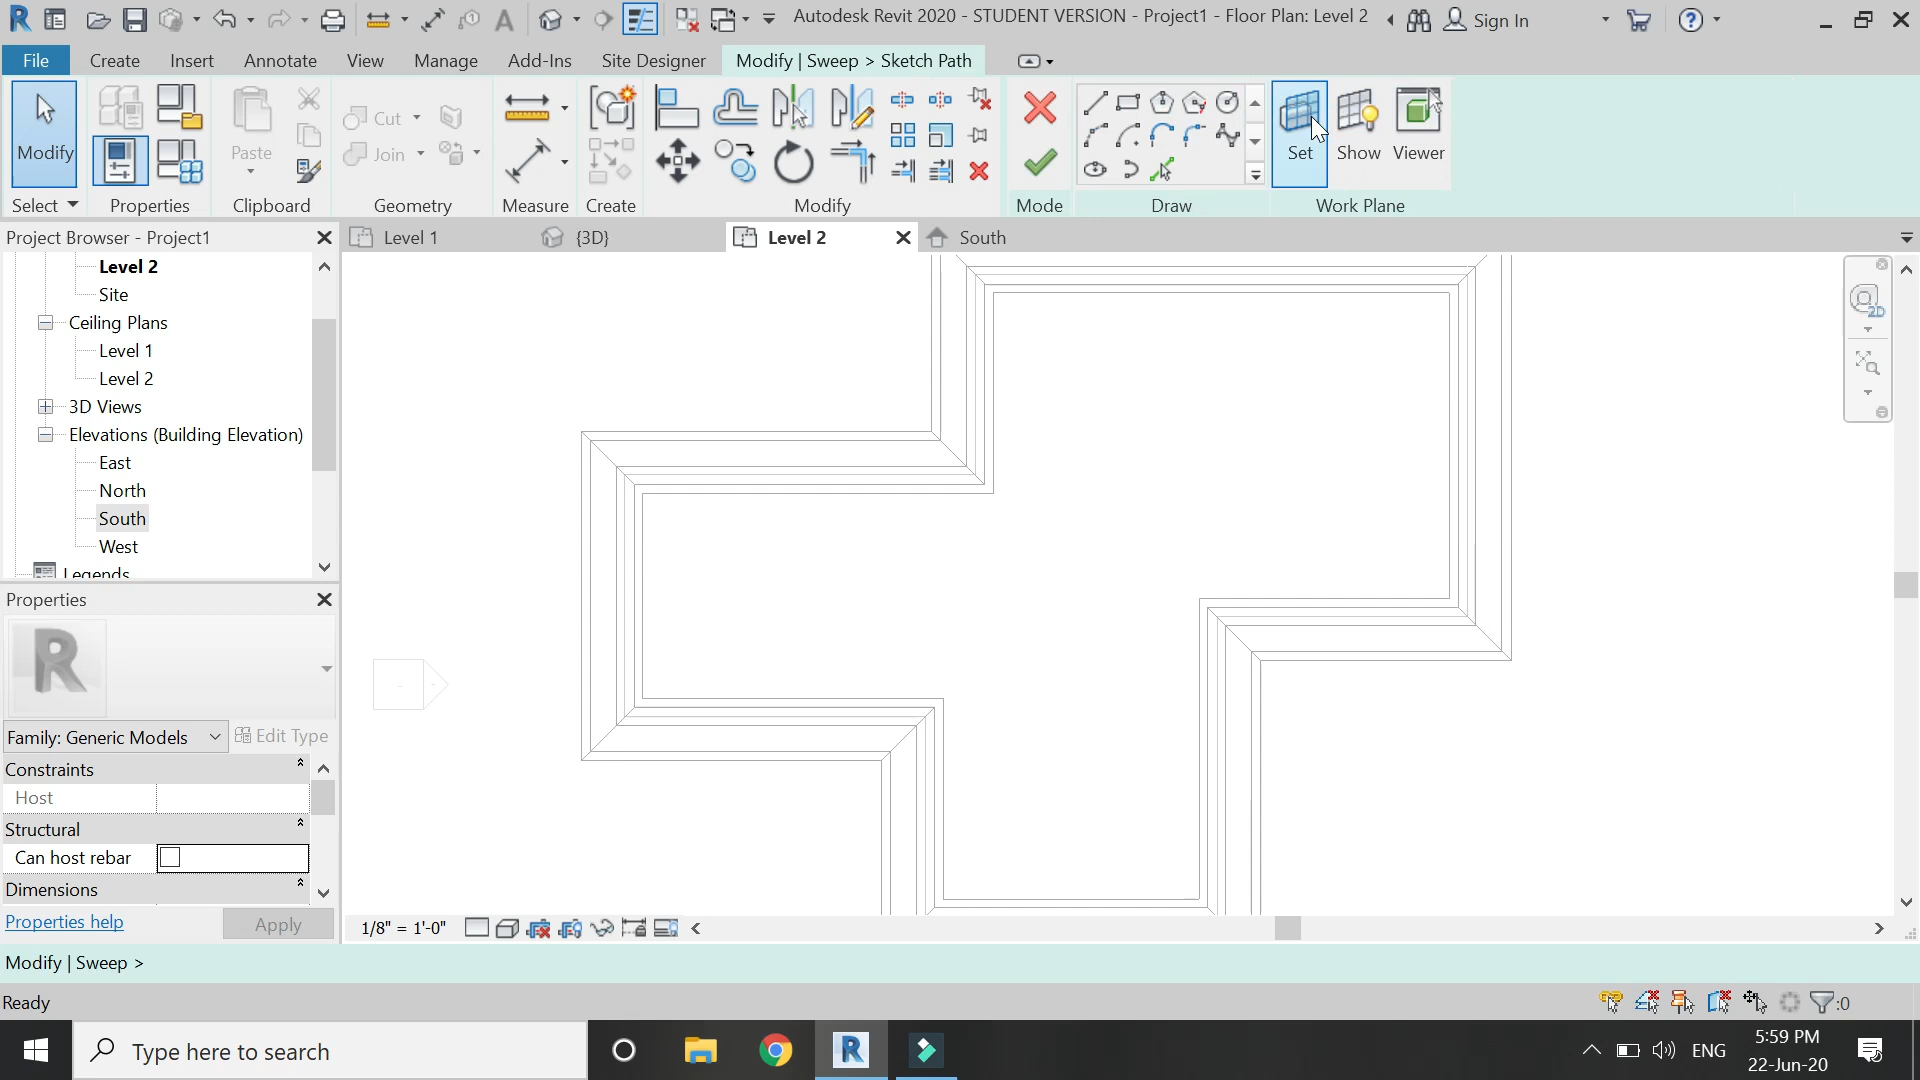 Autodesk Revit 2020 - STUDENT VERSION - Project1 - Floor Plan: Level 2
Sign In
File
Create
Insert
Annotate
View
Manage
Add-Ins
Site Designer
Modify | Sweep > Sketch Path
Modify
Paste
Cut
Join
Set
Show
Viewer
Select
Properties
Clipboard
Geometry
Measure
Create
Modify
Mode
Draw
Work Plane
Project Browser - Project1
Level 1
{3D}
Level 2
South
Level 2
Site
Ceiling Plans
Level 1
Level 2
3D Views
Elevations (Building Elevation)
East
North
South
West
Legends
Properties
R
Family: Generic Models
Edit Type
Constraints
Host
Structural
Can host rebar
Dimensions
Properties help
Apply
1/8" = 1'-0"
2D
Modify | Sweep >
Ready
:0
Type here to search
ENG
5:59 PM
22-Jun-20